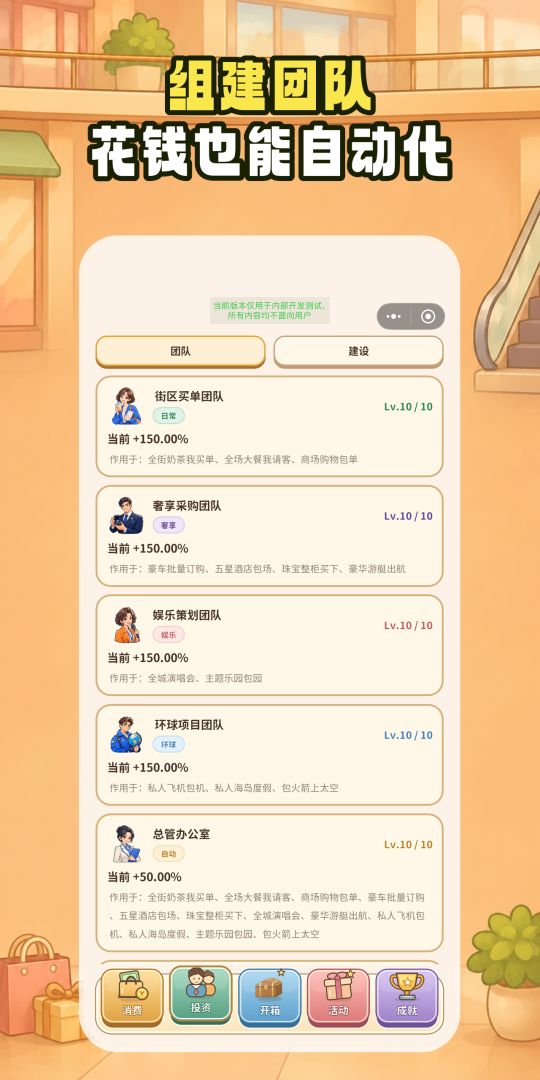 组建团队
花钱也能自动化
当前版本仅用于内部开发测试,
所有内容均不面向用户
团队
建设
街区买单团队
日常
Lv.10 / 10
当前 +150.00%
作用于：全街奶茶我买单、全场大餐我请客、商场购物包单
奢享采购团队
奢享
Lv.10 / 10
当前 +150.00%
作用于：豪车批量订购、五星酒店包场、珠宝整柜买下、豪华游艇出航
娱乐策划团队
娱乐
Lv.10 / 10
当前 +150.00%
作用于：全城演唱会、主题乐园包园
环球项目团队
环球
Lv.10 / 10
当前 +150.00%
作用于：私人飞机包机、私人海岛度假、包火箭上太空
总管办公室
自动
Lv.10 / 10
当前 +50.00%
作用于：全街奶茶我买单、全场大餐我请客、商场购物包单、豪车批量订购
、五星酒店包场、珠宝整柜买下、全城演唱会、豪华游艇出航、私人飞机包
机、私人海岛度假、主题乐园包园、包火箭上太空
消费
投资
开箱
活动
成就